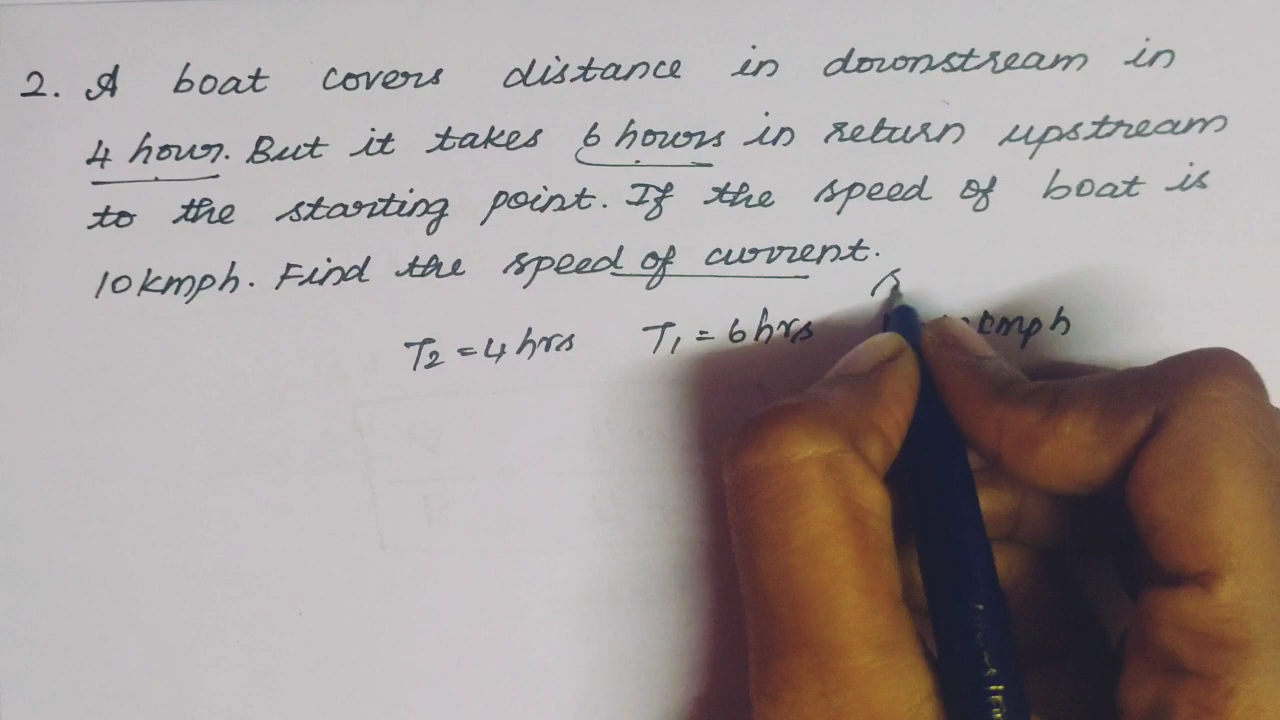 2. A boat covers distance in downstream in
4 hour. But it takes 6 hours in return upstream
to the starting point. If the speed of boat is
10kmph. Find the speed of current.
T2 = 4 hrs T1 = 6 hrs kmph